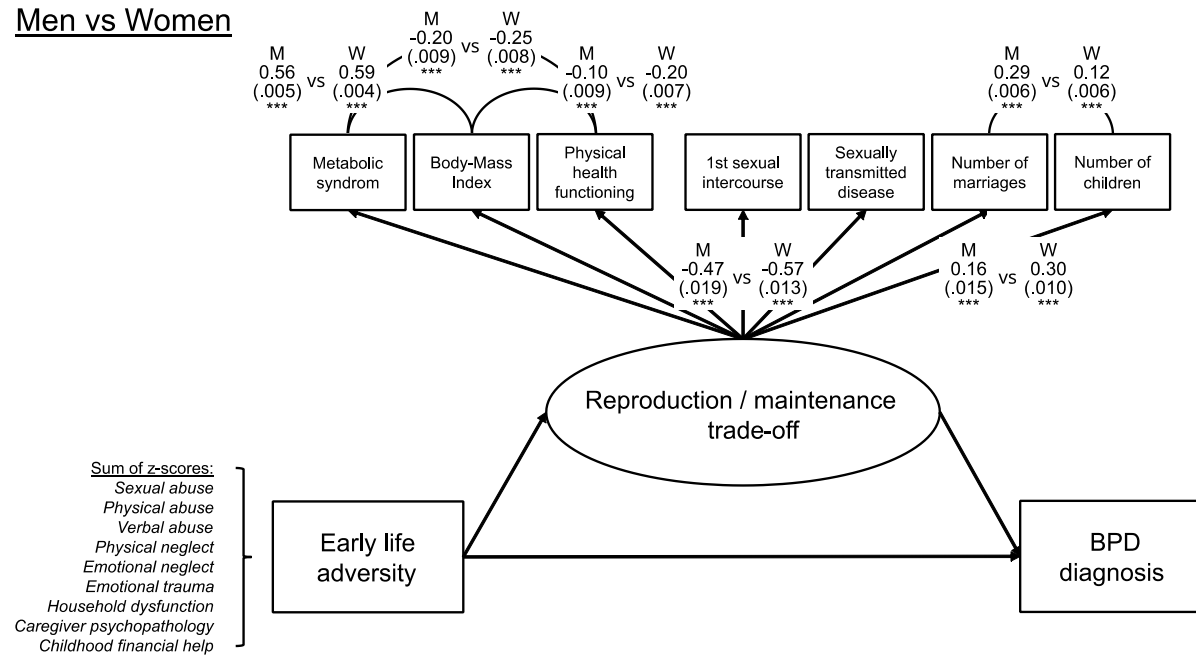 Men vs Women
M W
-0.20 vs -0.25
(.009) (.008)
*** ***
M W
0.56 vs 0.59
(.005) (.004)
*** ***
M W
-0.10 vs -0.20
(.009) (.007)
*** ***
M W
0.29 vs 0.12
(.006) (.006)
*** ***
Metabolic
syndrom
Body-Mass
Index
Physical
health
functioning
1st sexual
intercourse
Sexually
transmitted
disease
Number of
marriages
Number of
children
M W
-0.47 vs -0.57
(.019) (.013)
*** ***
M W
0.16 vs 0.30
(.015) (.010)
*** ***
Reproduction / maintenance
trade-off
Sum of z-scores:
Sexual abuse
Physical abuse
Verbal abuse
Physical neglect
Emotional neglect
Emotional trauma
Household dysfunction
Caregiver psychopathology
Childhood financial help
Early life
adversity
BPD
diagnosis